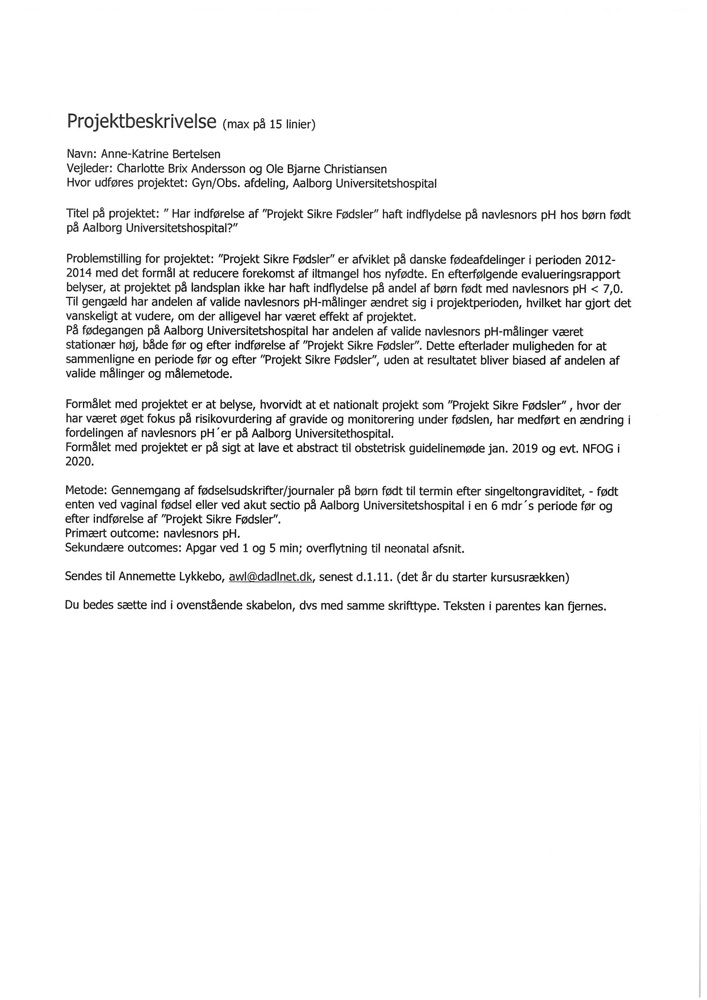 Projektbeskrivelse (max på 15 linier)
Navn: Anne-Katrine Bertelsen
Vejleder: Charlotte Brix Andersson og Ole Bjarne Christiansen
Hvor udføres projektet: Gyn/Obs. afdeling, Aalborg Universitetshospital
Titel på projektet: " Har indførelse af "Projekt Sikre Fødsler" haft indflydelse på navlesnors pH hos børn født
på Aalborg Universitetshospital?"
Problemstilling for projektet: "Projekt Sikre Fødsler" er afviklet på danske fødeafdelinger i perioden 2012-
2014 med det formål at reducere forekomst af iltmangel hos nyfødte. En efterfølgende evalueringsrapport
belyser, at projektet på landsplan ikke har haft indflydelse på andel af børn født med navlesnors pH < 7,0.
Til gengæld har andelen af valide navlesnors pH-målinger ændret sig i projektperioden, hvilket har gjort det
vanskeligt at vudere, om der alligevel har været effekt af projektet.
På fødegangen på Aalborg Universitetshospital har andelen af valide navlesnors pH-målinger været
stationær høj, både før og efter indførelse af "Projekt Sikre Fødsler". Dette efterlader muligheden for at
sammenligne en periode før og efter "Projekt Sikre Fødsler", uden at resultatet bliver biased af andelen af
valide målinger og målemetode.
Formålet med projektet er at belyse, hvorvidt at et nationalt projekt som "Projekt Sikre Fødsler" , hvor der
har været øget fokus på risikovurdering af gravide og monitorering under fødslen, har medført en ændring i
fordelingen af navlesnors pH´er på Aalborg Universitethospital.
Formålet med projektet er på sigt at lave et abstract til obstetrisk guidelinemøde jan. 2019 og evt. NFOG i
2020.
Metode: Gennemgang af fødselsudskrifter/journaler på børn født til termin efter singeltongraviditet, - født
enten ved vaginal fødsel eller ved akut sectio på Aalborg Universitetshospital i en 6 mdr´s periode før og
efter indførelse af "Projekt Sikre Fødsler".
Primært outcome: navlesnors pH.
Sekundære outcomes: Apgar ved 1 og 5 min; overflytning til neonatal afsnit.
Sendes til Annemette Lykkebo, awl@dadlnet.dk, senest d.1.11. (det år du starter kursusrækken)
Du bedes sætte ind i ovenstående skabelon, dvs med samme skrifttype. Teksten i parentes kan fjernes.